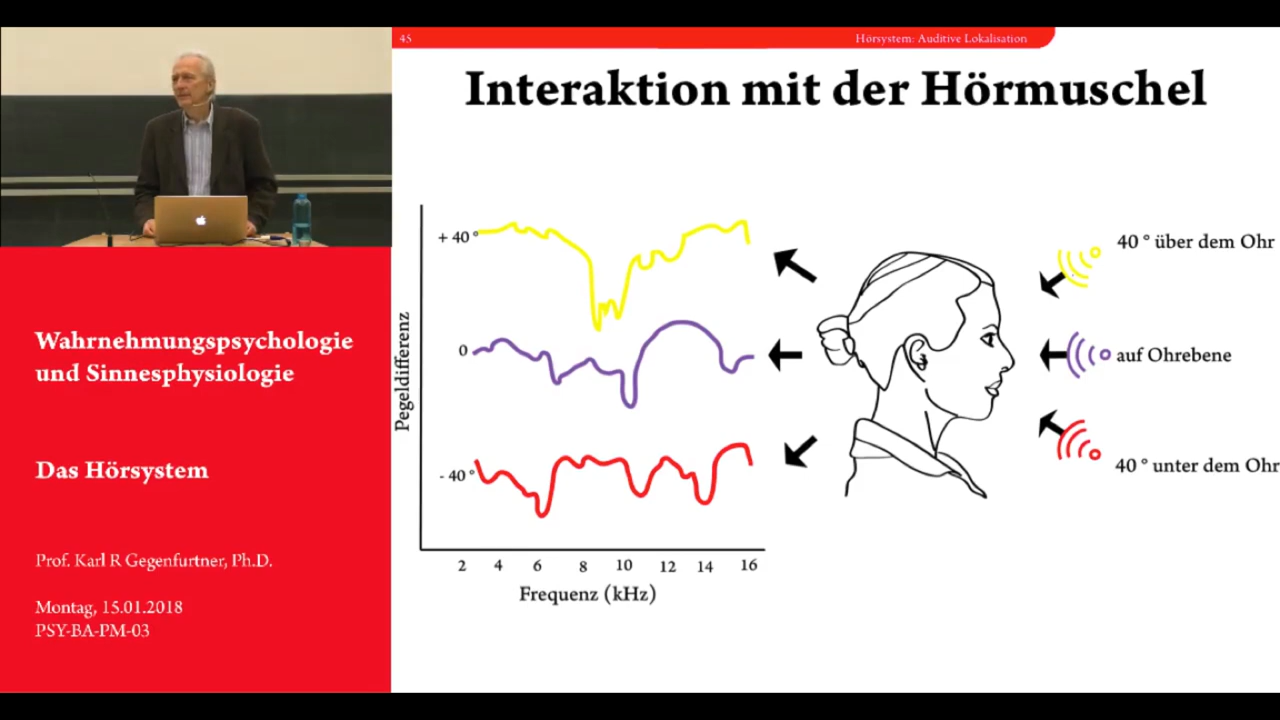 45
Hörsystem: Auditive Lokalisation
Interaktion mit der Hörmuschel
Wahrnehmungspsychologie
und Sinnesphysiologie
Das Hörsystem
Prof. Karl R Gegenfurtner, Ph.D.
Montag, 15.01.2018
PSY-BA-PM-03
Pegeldifferenz
+ 40 °
0
- 40 °
2 4 6 8 10 12 14 16
Frequenz (kHz)
40 ° über dem Ohr
auf Ohrebene
40 ° unter dem Ohr